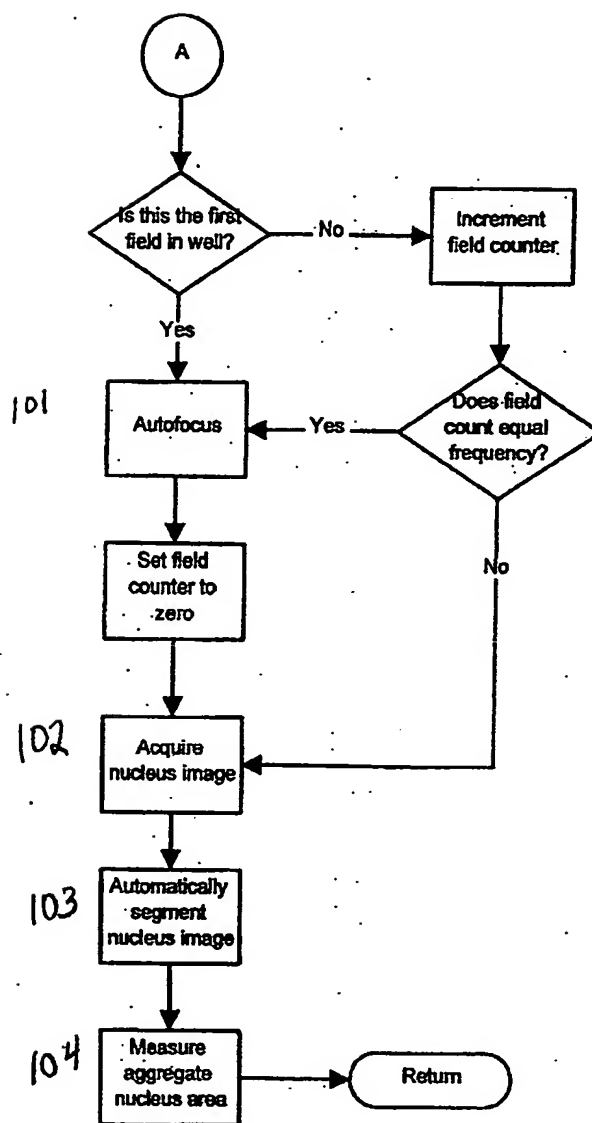 A
Is this the first
field in well?
No
Increment
field counter
Yes
101
Autofocus
Yes
Does field
count equal
frequency?
Set field
counter to
zero
No
102
Acquire
nucleus image
103
Automatically
segment
nucleus image
104
Measure
aggregate
nucleus area
Return